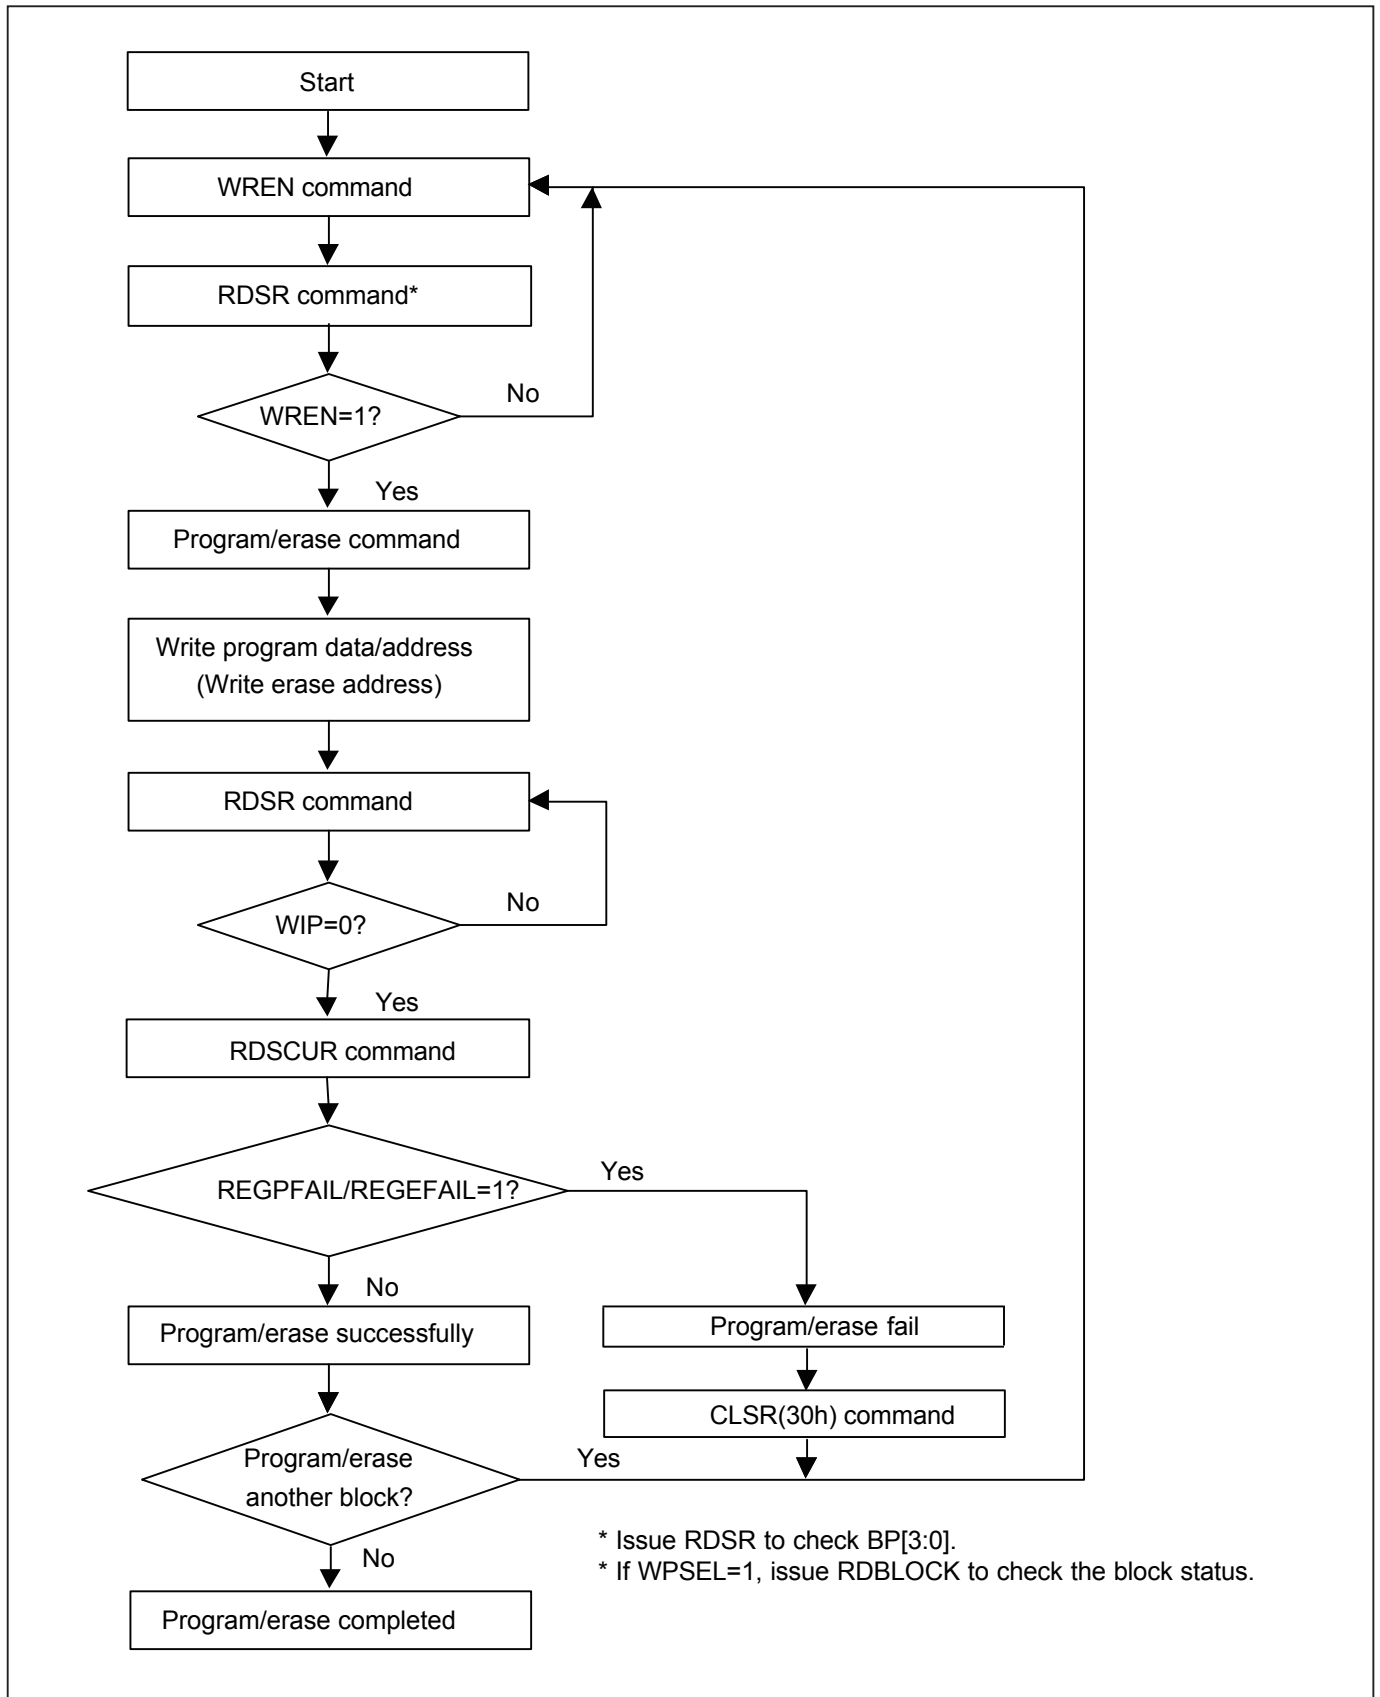 Start
WREN command
RDSR command*
WREN=1?
No
Yes
Program/erase command
Write program data/address
(Write erase address)
RDSR command
WIP=0?
No
Yes
RDSCUR command
REGPFAIL/REGEFAIL=1?
Yes
No
Program/erase successfully
Program/erase fail
CLSR(30h) command
Program/erase
another block?
Yes
No
* Issue RDSR to check BP[3:0].
* If WPSEL=1, issue RDBLOCK to check the block status.
Program/erase completed